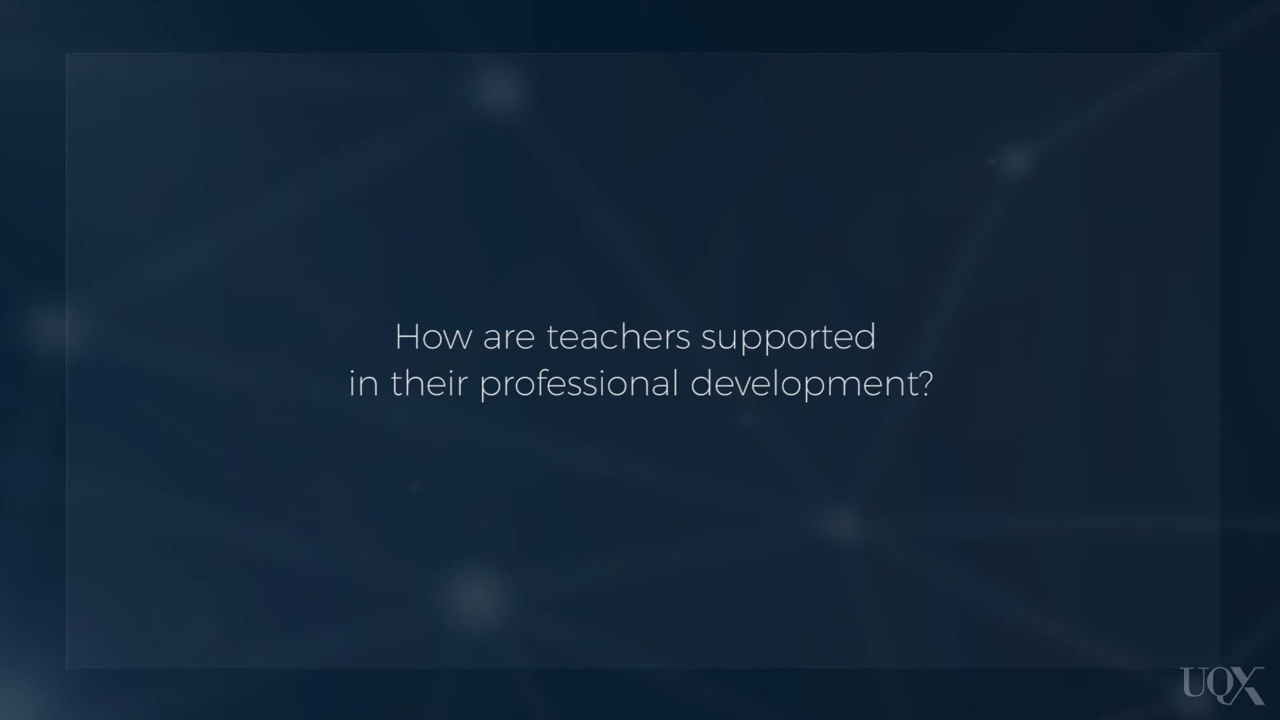 How are teachers supported
in their professional development?
UQX